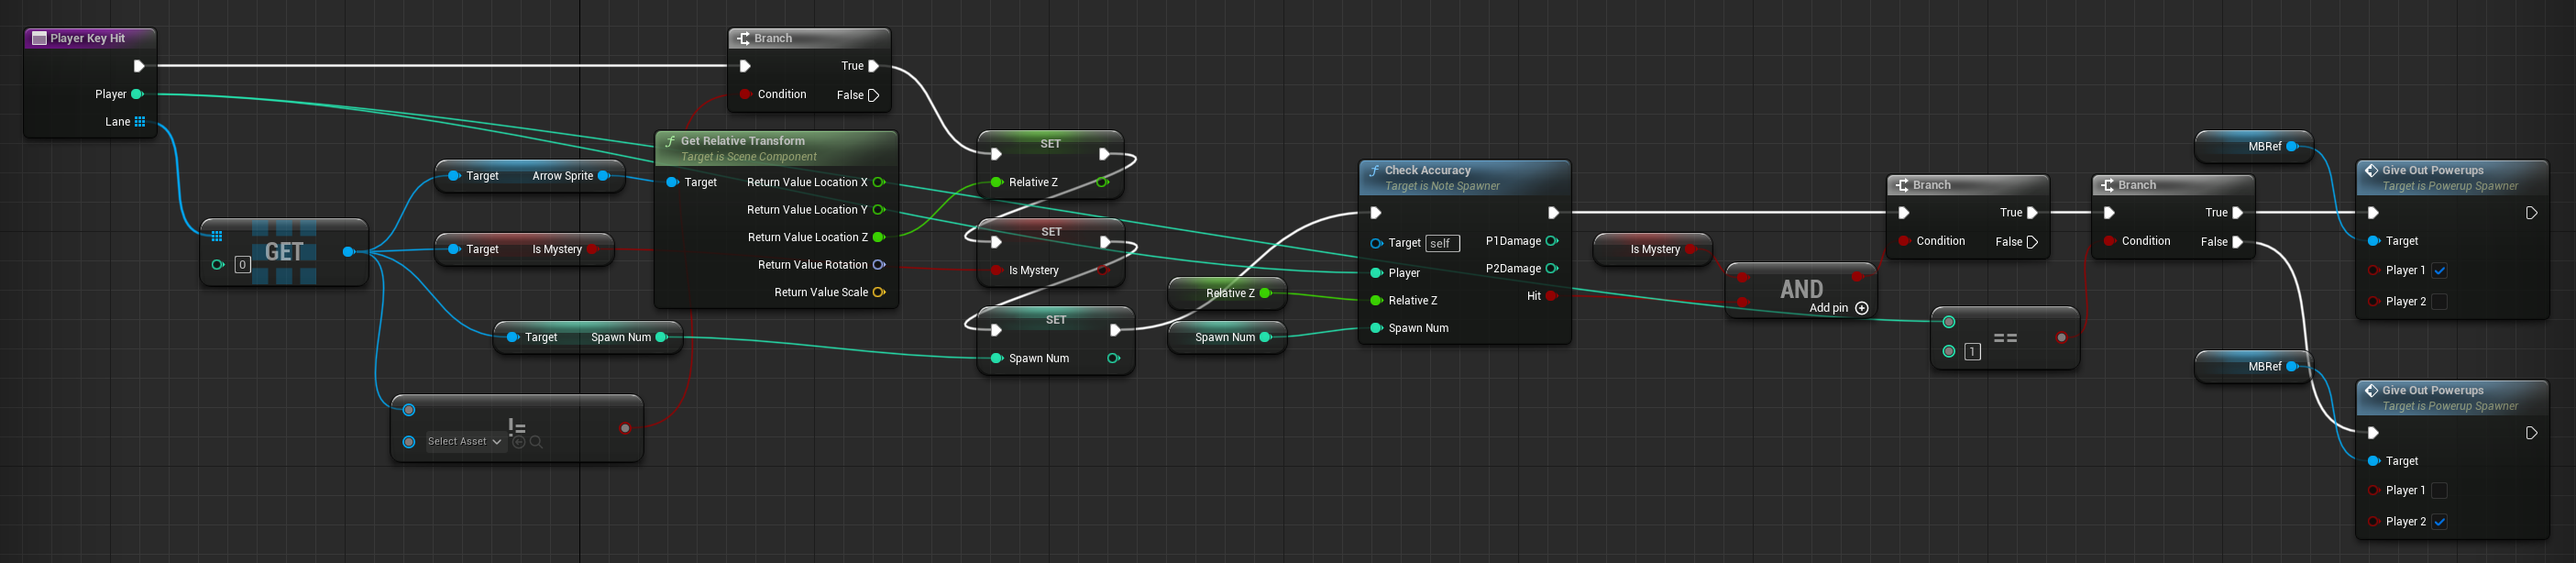 Player Key Hit
Player
Lane
GET
0
Target Arrow Sprite
Target Is Mystery
Target Spawn Num
!=
Select Asset
Branch
True
Condition
False
Get Relative Transform
Target is Scene Component
Target
Return Value Location X
Return Value Location Y
Return Value Location Z
Return Value Rotation
Return Value Scale
SET
Relative Z
SET
Is Mystery
SET
Spawn Num
Relative Z
Spawn Num
Check Accuracy
Target is Note Spawner
Target self
P1Damage
Player
P2Damage
Relative Z
Hit
Spawn Num
Is Mystery
AND
Add pin
Branch
True
Condition
False
==
1
Branch
True
Condition
False
MBRef
Give Out Powerups
Target is Powerup Spawner
Target
Player 1
Player 2
MBRef
Give Out Powerups
Target is Powerup Spawner
Target
Player 1
Player 2